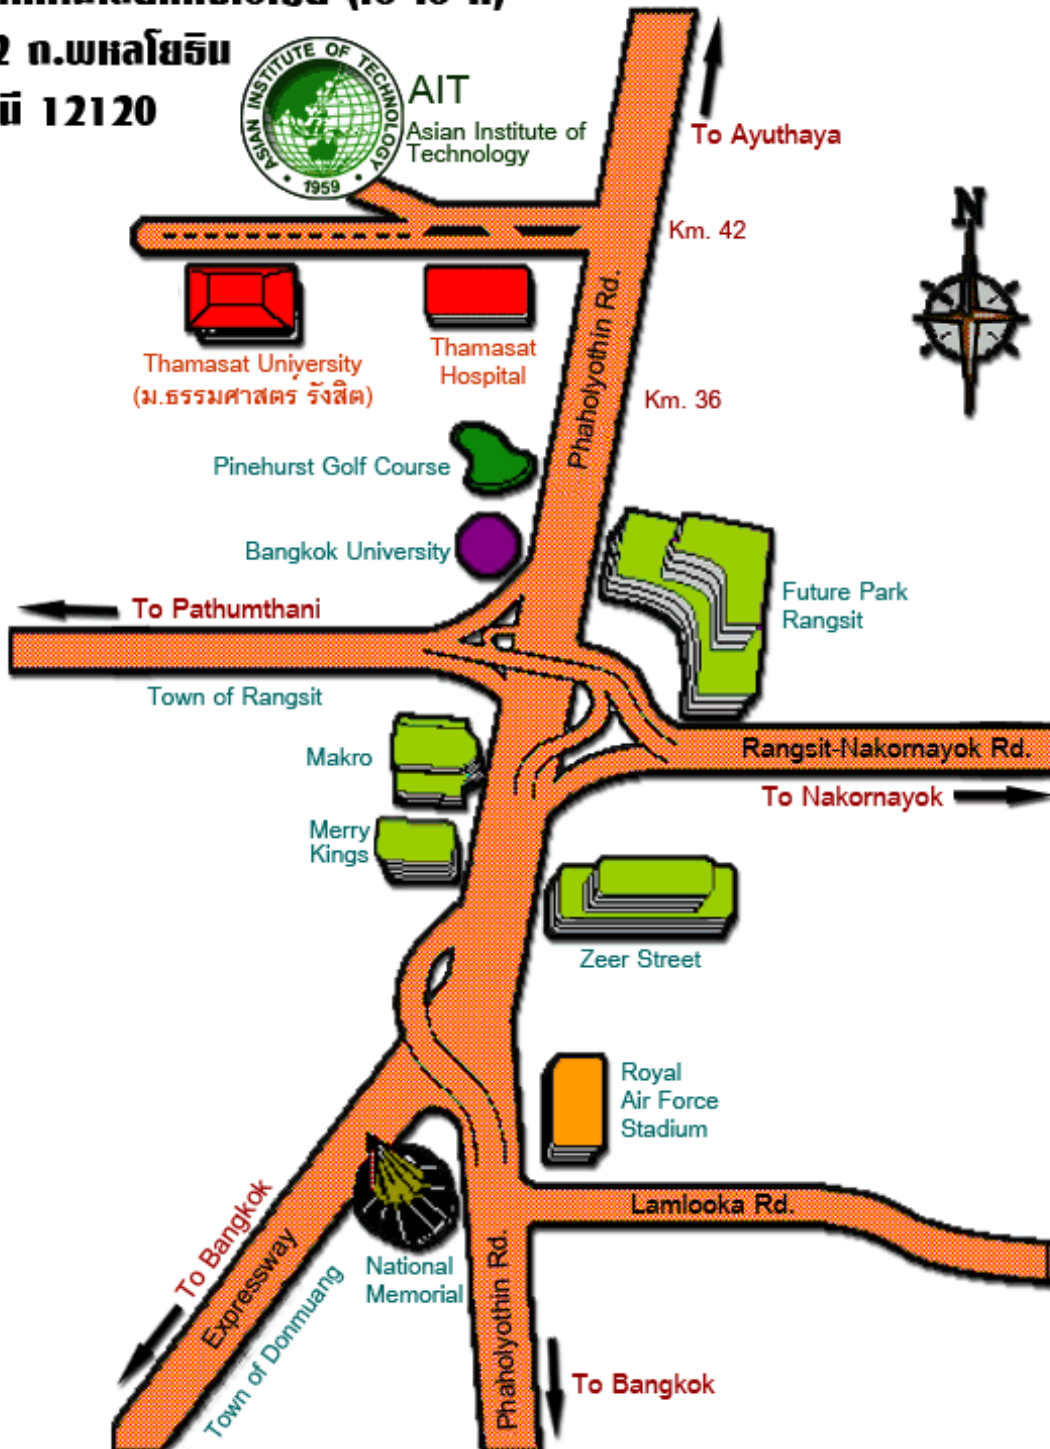 2 ถ.พหลโยธิน
นี 12120
ASIAN INSTITUTE OF TECHNOLOGY
• 1959 •
AIT
Asian Institute of
Technology
To Ayuthaya
N
Km. 42
Phaholyothin Rd.
Thamasat University
(ม.ธรรมศาสตร์ รังสิต)
Thamasat
Hospital
Km. 36
Pinehurst Golf Course
Bangkok University
Future Park
Rangsit
To Pathumthani
Town of Rangsit
Rangsit-Nakornayok Rd.
To Nakornayok
Makro
Merry
Kings
Zeer Street
Royal
Air Force
Stadium
Lamlooka Rd.
To Bangkok
Expressway
Town of Donmuang
National
Memorial
Phaholyothin Rd.
To Bangkok